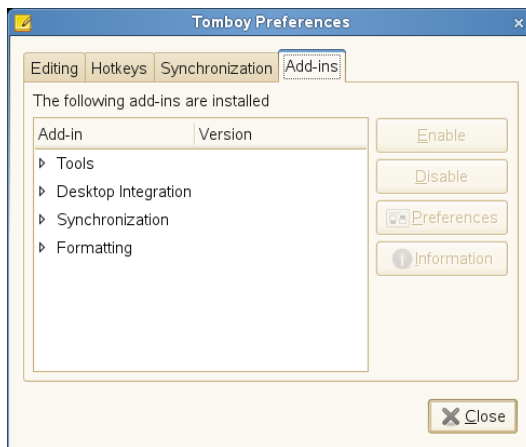 Tomboy Preferences
Editing Hotkeys Synchronization Add-ins
The following add-ins are installed
Add-in Version
Tools
Desktop Integration
Synchronization
Formatting
Enable
Disable
Preferences
Information
Close